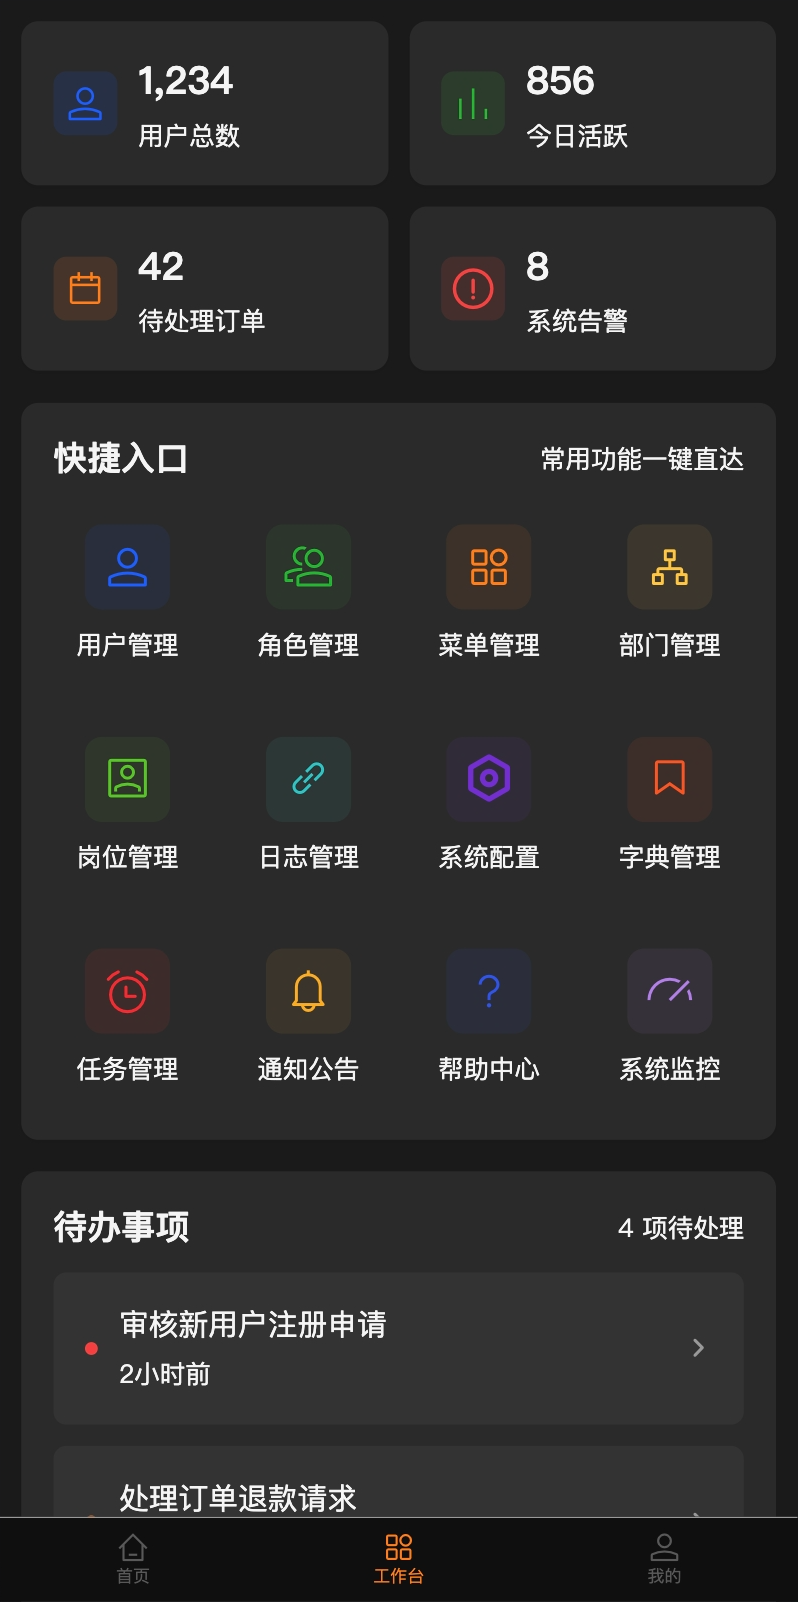 1,234
用户总数
856
今日活跃
42
待处理订单
8
系统告警
快捷入口
常用功能一键直达
用户管理
角色管理
菜单管理
部门管理
岗位管理
日志管理
系统配置
字典管理
任务管理
通知公告
帮助中心
系统监控
待办事项
4 项待处理
审核新用户注册申请
2小时前
处理订单退款请求
首页
工作台
我的